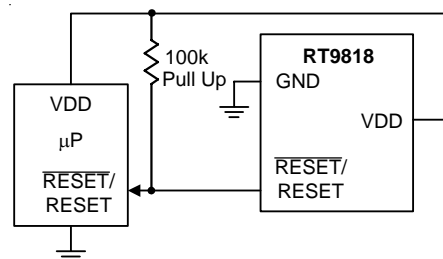 100k
Pull Up
RT9818
GND
VDD
RESET/
RESET
VDD
μP
RESET/
RESET